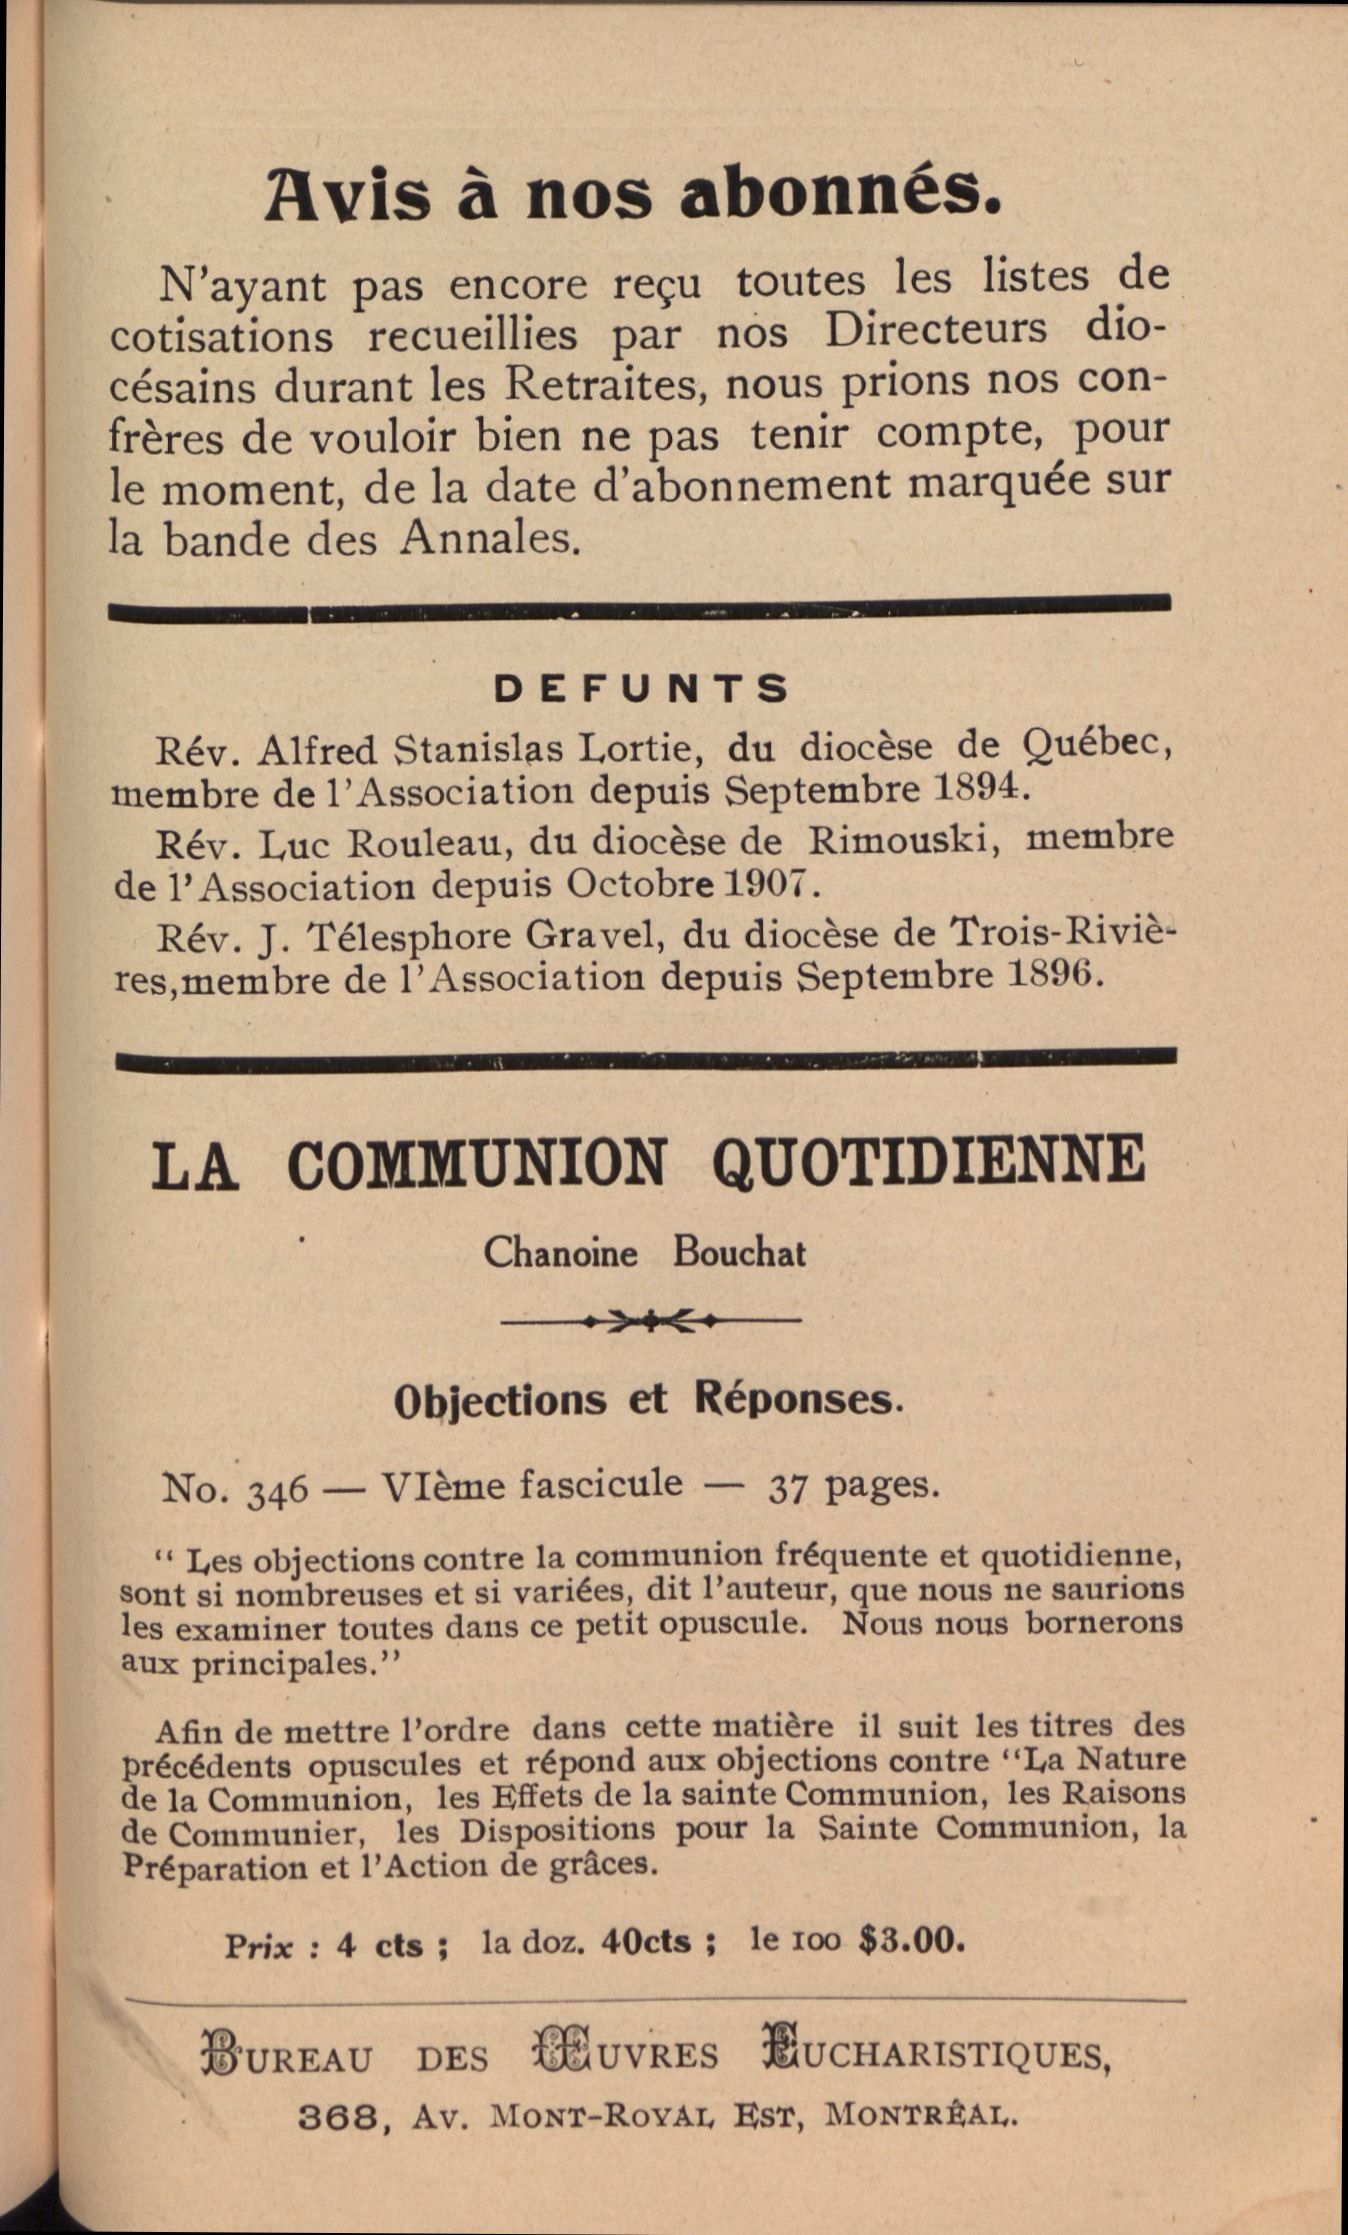 Avis à nos abonnés.
N'ayant pas encore reçu toutes les listes de
cotisations recueillies par nos Directeurs dio-
césains durant les Retraites, nous prions nos con-
frères de vouloir bien ne pas tenir compte, pour
le moment, de la date d'abonnement marquée sur
la bande des Annales.
DEFUNTS
Rév. Alfred Stanislas Lortie, du diocèse de Québec,
membre de l'Association depuis Septembre 1894.
Rév. Luc Rouleau, du diocèse de Rimouski, membre
de l'Association depuis Octobre 1907.
Rév. J. Télesphore Gravel, du diocèse de Trois-Riviè-
res, membre de l'Association depuis Septembre 1896.
LA COMMUNION QUOTIDIENNE
Chanoine Bouchat
Objections et Réponses.
No. 346 — VIème fascicule — 37 pages.
" Les objections contre la communion fréquente et quotidienne,
sont si nombreuses et si variées, dit l'auteur, que nous ne saurions
les examiner toutes dans ce petit opuscule. Nous nous bornerons
aux principales."
Afin de mettre l'ordre dans cette matière il suit les titres des
précédents opuscules et répond aux objections contre "La Nature
de la Communion, les Effets de la sainte Communion, les Raisons
de Communier, les Dispositions pour la Sainte Communion, la
Préparation et l'Action de grâces.
Prix : 4 cts ; la doz. 40cts ; le 100 $3.00.
BUREAU DES ŒUVRES EUCHARISTIQUES,
368, AV. MONT-ROYAL EST, MONTRÊAL.